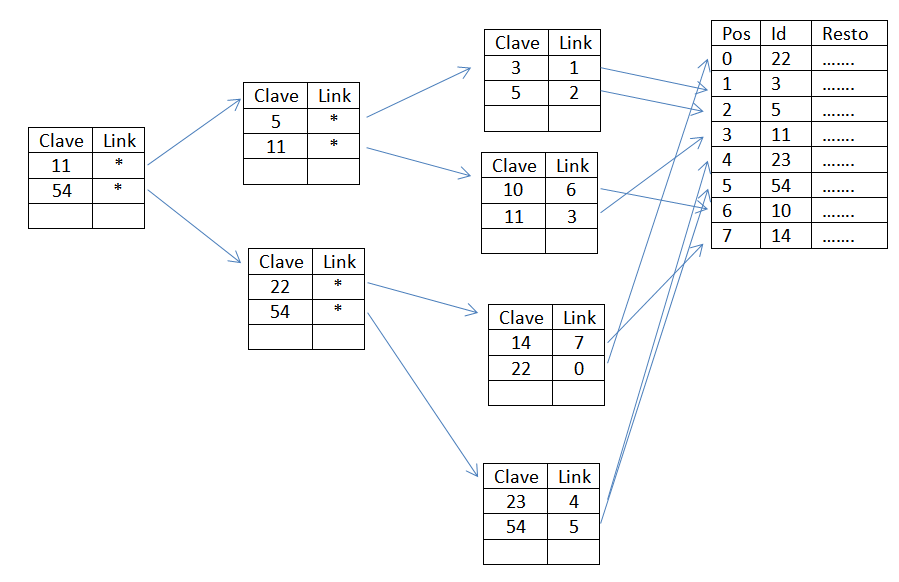 Clave Link
11 *
54 *
Clave Link
5 *
11 *
Clave Link
22 *
54 *
Clave Link
3 1
5 2
Clave Link
10 6
11 3
Clave Link
14 7
22 0
Clave Link
23 4
54 5
Pos Id Resto
0 22 .......
1 3 .......
2 5 .......
3 11 .......
4 23 .......
5 54 .......
6 10 .......
7 14 .......